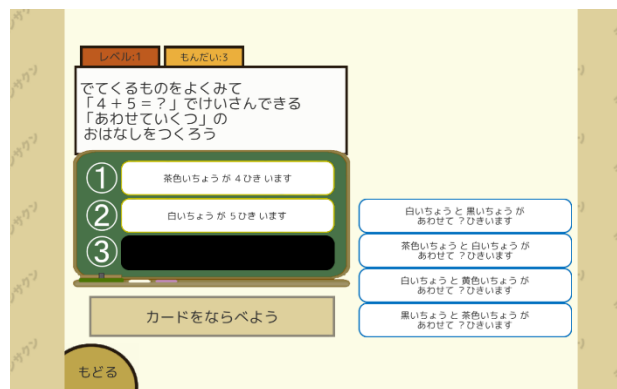 レベル:1
もんだい:3
でてくるものをよくみて
「4+5=?」でけいさんできる
「あわせていくつ」の
おはなしをつくろう
① 茶色いちょう が 4ひき います
② 白いちょう が 5ひき います
③
白いちょう と 黒いちょう が
あわせて ?ひきいます
茶色いちょう と 白いちょう が
あわせて ?ひきいます
白いちょう と 黄色いちょう が
あわせて ?ひきいます
黒いちょう と 茶色いちょう が
あわせて ?ひきいます
カードをならべよう
もどる